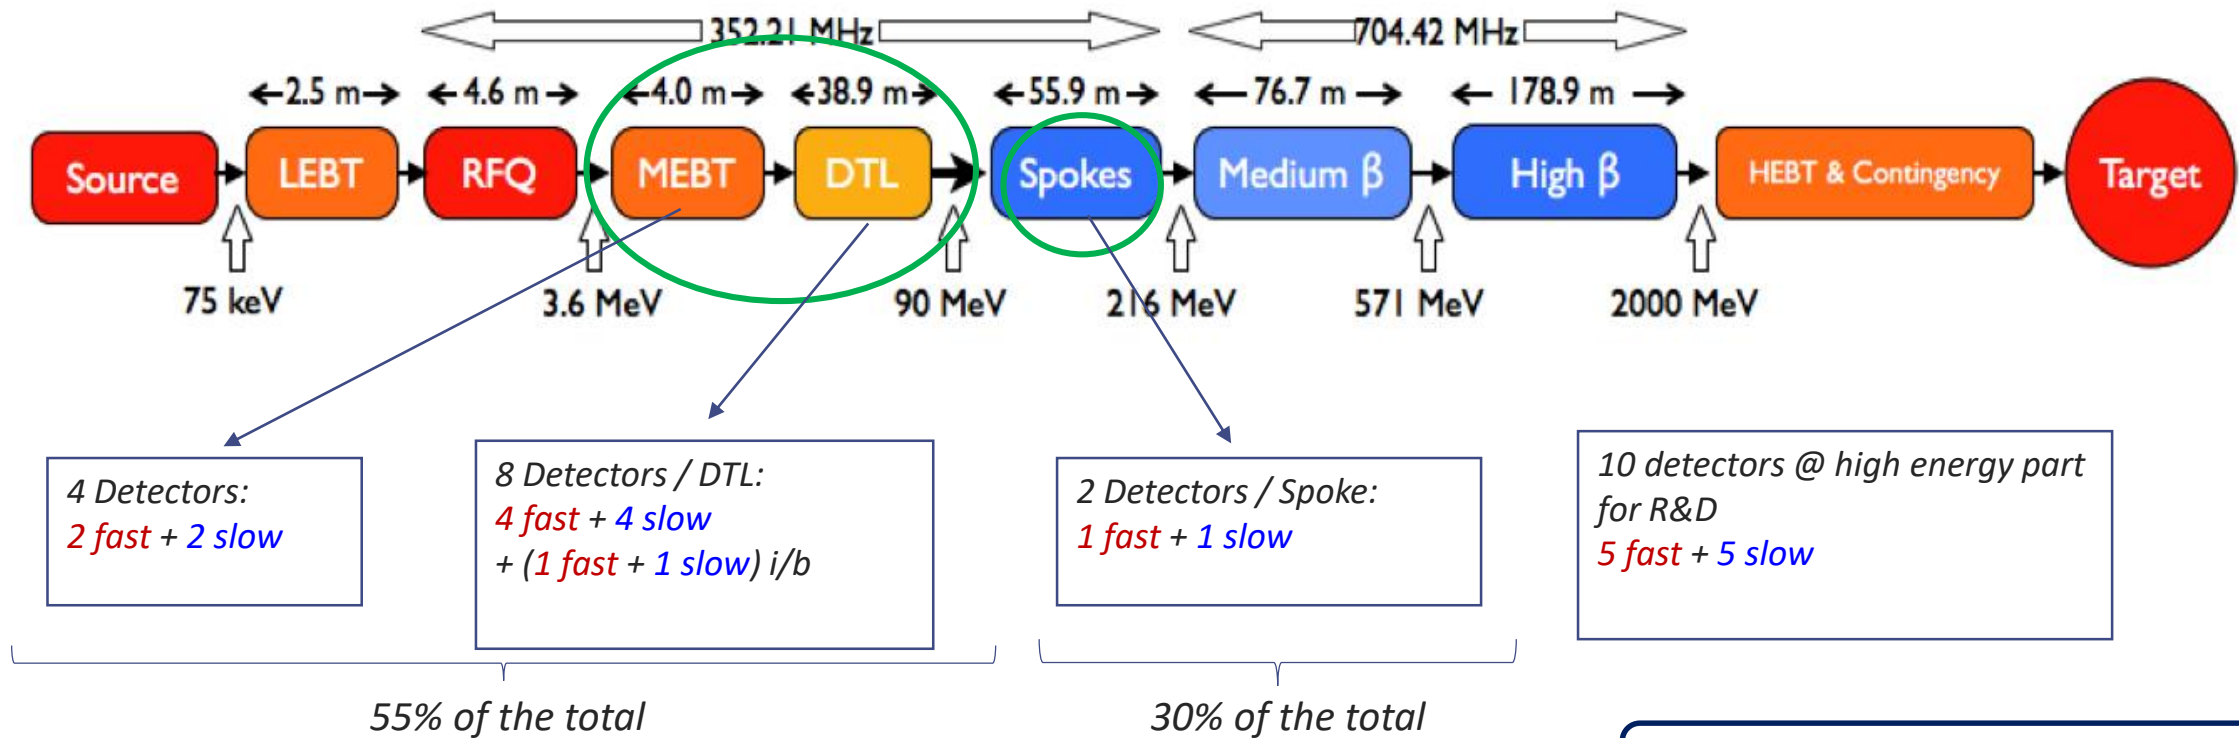 352.21 MHz
704.42 MHz
2.5 m
4.6 m
4.0 m
38.9 m
55.9 m
76.7 m
178.9 m
Source
LEBT
RFQ
MEBT
DTL
Spokes
Medium β
High β
HEBT & Contingency
Target
75 keV
3.6 MeV
90 MeV
216 MeV
571 MeV
2000 MeV
4 Detectors:
2 fast + 2 slow
8 Detectors / DTL:
4 fast + 4 slow
+ (1 fast + 1 slow) i/b
2 Detectors / Spoke:
1 fast + 1 slow
10 detectors @ high energy part
for R&D
5 fast + 5 slow
55% of the total
30% of the total